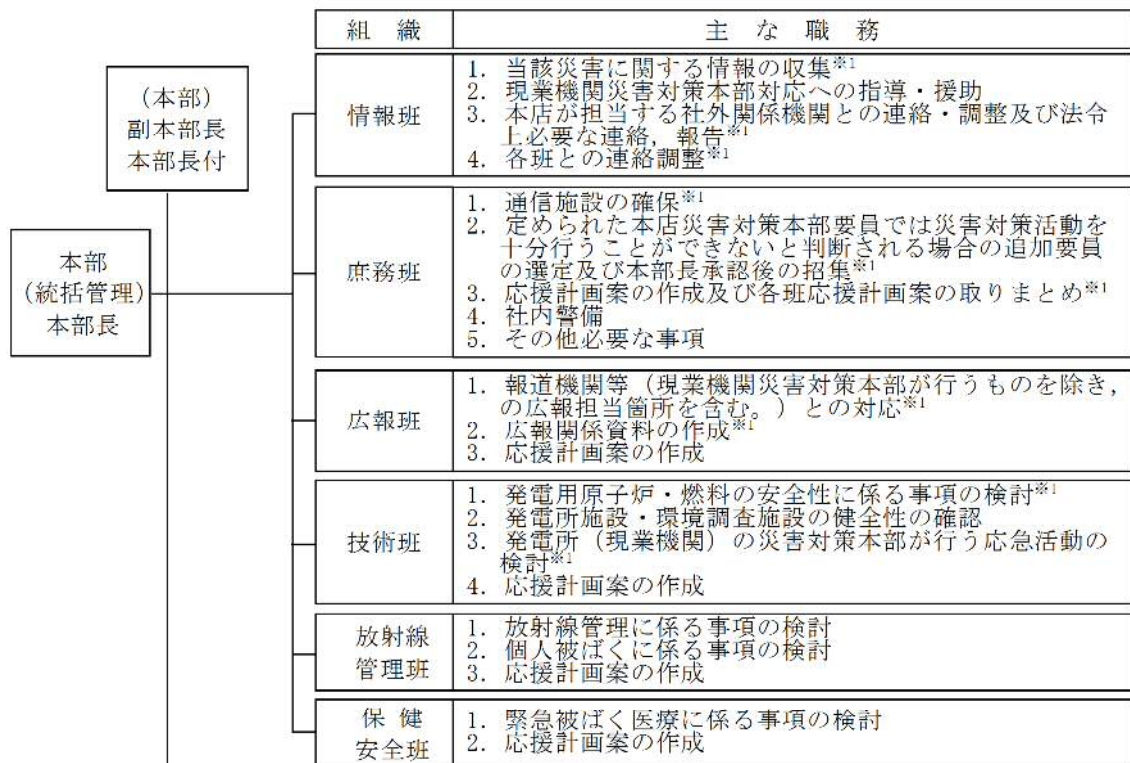 組織 主な職務
(本部)
副本部長
本部長付
本部
(統括管理)
本部長
情報班
1. 当該災害に関する情報の収集※1
2. 現業機関災害対策本部対応への指導・援助
3. 本店が担当する社外関係機関との連絡・調整及び法令
上必要な連絡,報告※1
4. 各班との連絡調整※1
庶務班
1. 通信施設の確保※1
2. 定められた本店災害対策本部要員では災害対策活動を
十分行うことができないと判断される場合の追加要員
の選定及び本部長承認後の招集※1
3. 応援計画案の作成及び各班応援計画案の取りまとめ※1
4. 社内警備
5. その他必要な事項
広報班
1. 報道機関等(現業機関災害対策本部が行うものを除き,
の広報担当箇所を含む。)との対応※1
2. 広報関係資料の作成※1
3. 応援計画案の作成
技術班
1. 発電用原子炉・燃料の安全性に係る事項の検討※1
2. 発電所施設・環境調査施設の健全性の確認
3. 発電所(現業機関)の災害対策本部が行う応急活動の
検討※1
4. 応援計画案の作成
放射線
管理班
1. 放射線管理に係る事項の検討
2. 個人被ばくに係る事項の検討
3. 応援計画案の作成
保健
安全班
1. 緊急被ばく医療に係る事項の検討
2. 応援計画案の作成